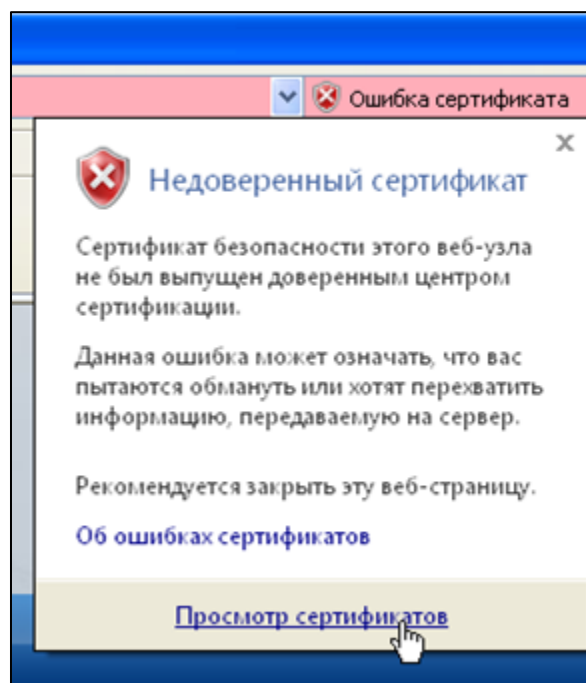 Ошибка сертификата
Недоверенный сертификат
Сертификат безопасности этого веб-узла
не был выпущен доверенным центром
сертификации.
Данная ошибка может означать, что вас
пытаются обмануть или хотят перехватить
информацию, передаваемую на сервер.
Рекомендуется закрыть эту веб-страницу.
Об ошибках сертификатов
Просмотр сертификатов